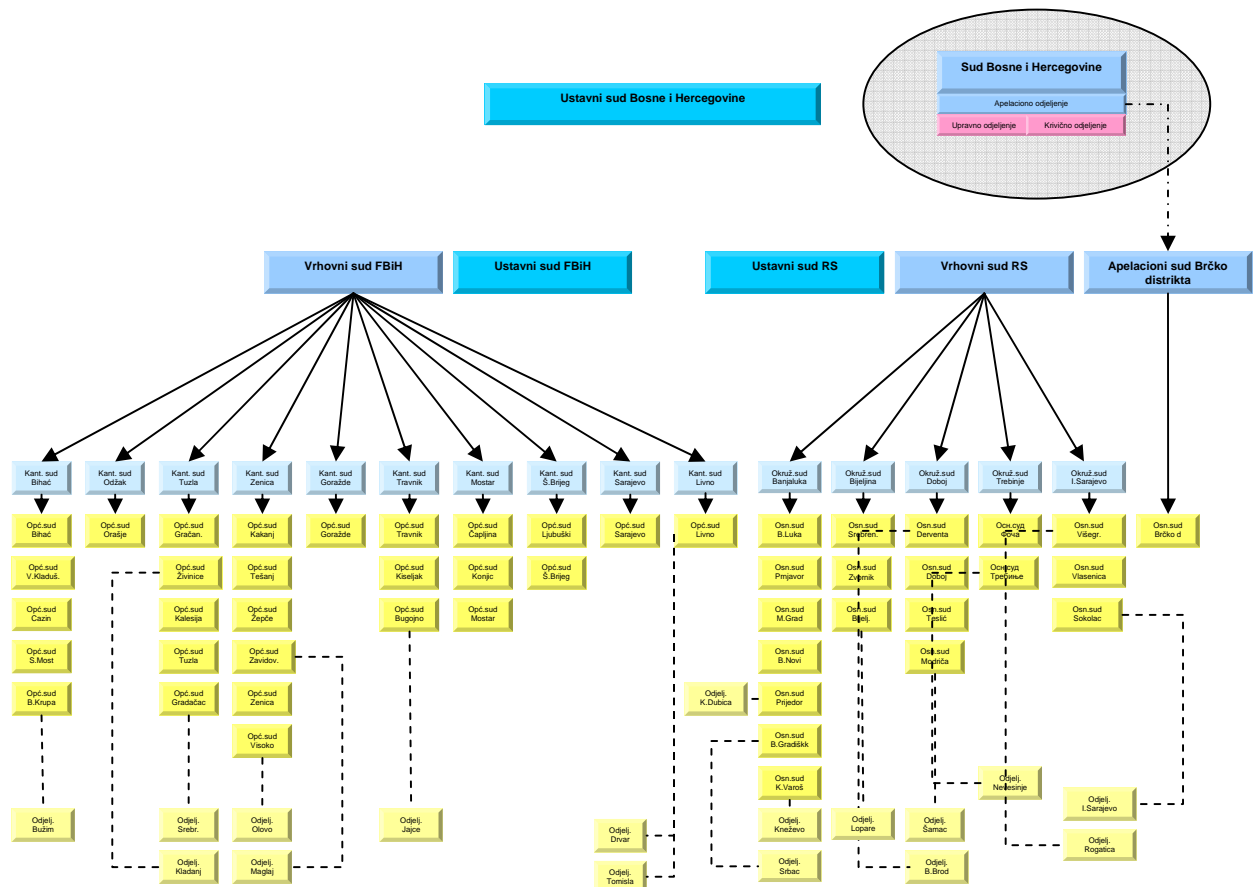 Sud Bosne i Hercegovine
Apelaciono odjeljenje
Upravno odjeljenje
Krivično odjeljenje
Ustavni sud Bosne i Hercegovine
Vrhovni sud FBiH
Ustavni sud FBiH
Ustavni sud RS
Vrhovni sud RS
Apelacioni sud Brčko
distrikta
Kant. sud
Bihać
Kant. sud
Odžak
Kant. sud
Tuzla
Kant. sud
Zenica
Kant. sud
Goražde
Kant. sud
Travnik
Kant. sud
Mostar
Kant. sud
Š.Brijeg
Kant. sud
Sarajevo
Kant. sud
Livno
Okruž.sud
Banjaluka
Okruž.sud
Bijeljina
Okruž.sud
Doboj
Okruž.sud
Trebinje
Okruž.sud
I.Sarajevo
Opć.sud
Bihać
Opć.sud
Orašje
Opć.sud
Gračan.
Opć.sud
Kakanj
Opć.sud
Goražde
Opć.sud
Travnik
Opć.sud
Čapljina
Opć.sud
Ljubuški
Opć.sud
Sarajevo
Opć.sud
Livno
Osn.sud
B.Luka
Osn.sud
Srebren.
Osn.sud
Derventa
Осн.суд
Фоча
Osn.sud
Višegr.
Osn.sud
Brčko d
Opć.sud
V.Kladuš.
Opć.sud
Živinice
Opć.sud
Tešanj
Opć.sud
Kiseljak
Opć.sud
Konjic
Opć.sud
Š.Brijeg
Osn.sud
Prnjavor
Osn.sud
Zvornik
Osn.sud
Doboj
Осн.суд
Требиње
Osn.sud
Vlasenica
Opć.sud
Cazin
Opć.sud
Kalesija
Opć.sud
Žepče
Opć.sud
Bugojno
Opć.sud
Mostar
Osn.sud
M.Grad
Osn.sud
Bijelj.
Osn.sud
Teslić
Osn.sud
Sokolac
Opć.sud
S.Most
Opć.sud
Tuzla
Opć.sud
Zavidov.
Osn.sud
B.Novi
Osn.sud
Modriča
Opć.sud
B.Krupa
Opć.sud
Gradačac
Opć.sud
Zenica
Odjelj.
K.Dubica
Osn.sud
Prijedor
Opć.sud
Visoko
Osn.sud
B.Gradiškk
Osn.sud
K.Varoš
Odjelj.
Nevesinje
Odjelj.
I.Sarajevo
Odjelj.
Bužim
Odjelj.
Srebr.
Odjelj.
Olovo
Odjelj.
Jajce
Odjelj.
Drvar
Odjelj.
Kneževo
Odjelj.
Lopare
Odjelj.
Šamac
Odjelj.
Rogatica
Odjelj.
Kladanj
Odjelj.
Maglaj
Odjelj.
Tomisla
Odjelj.
Srbac
Odjelj.
B.Brod